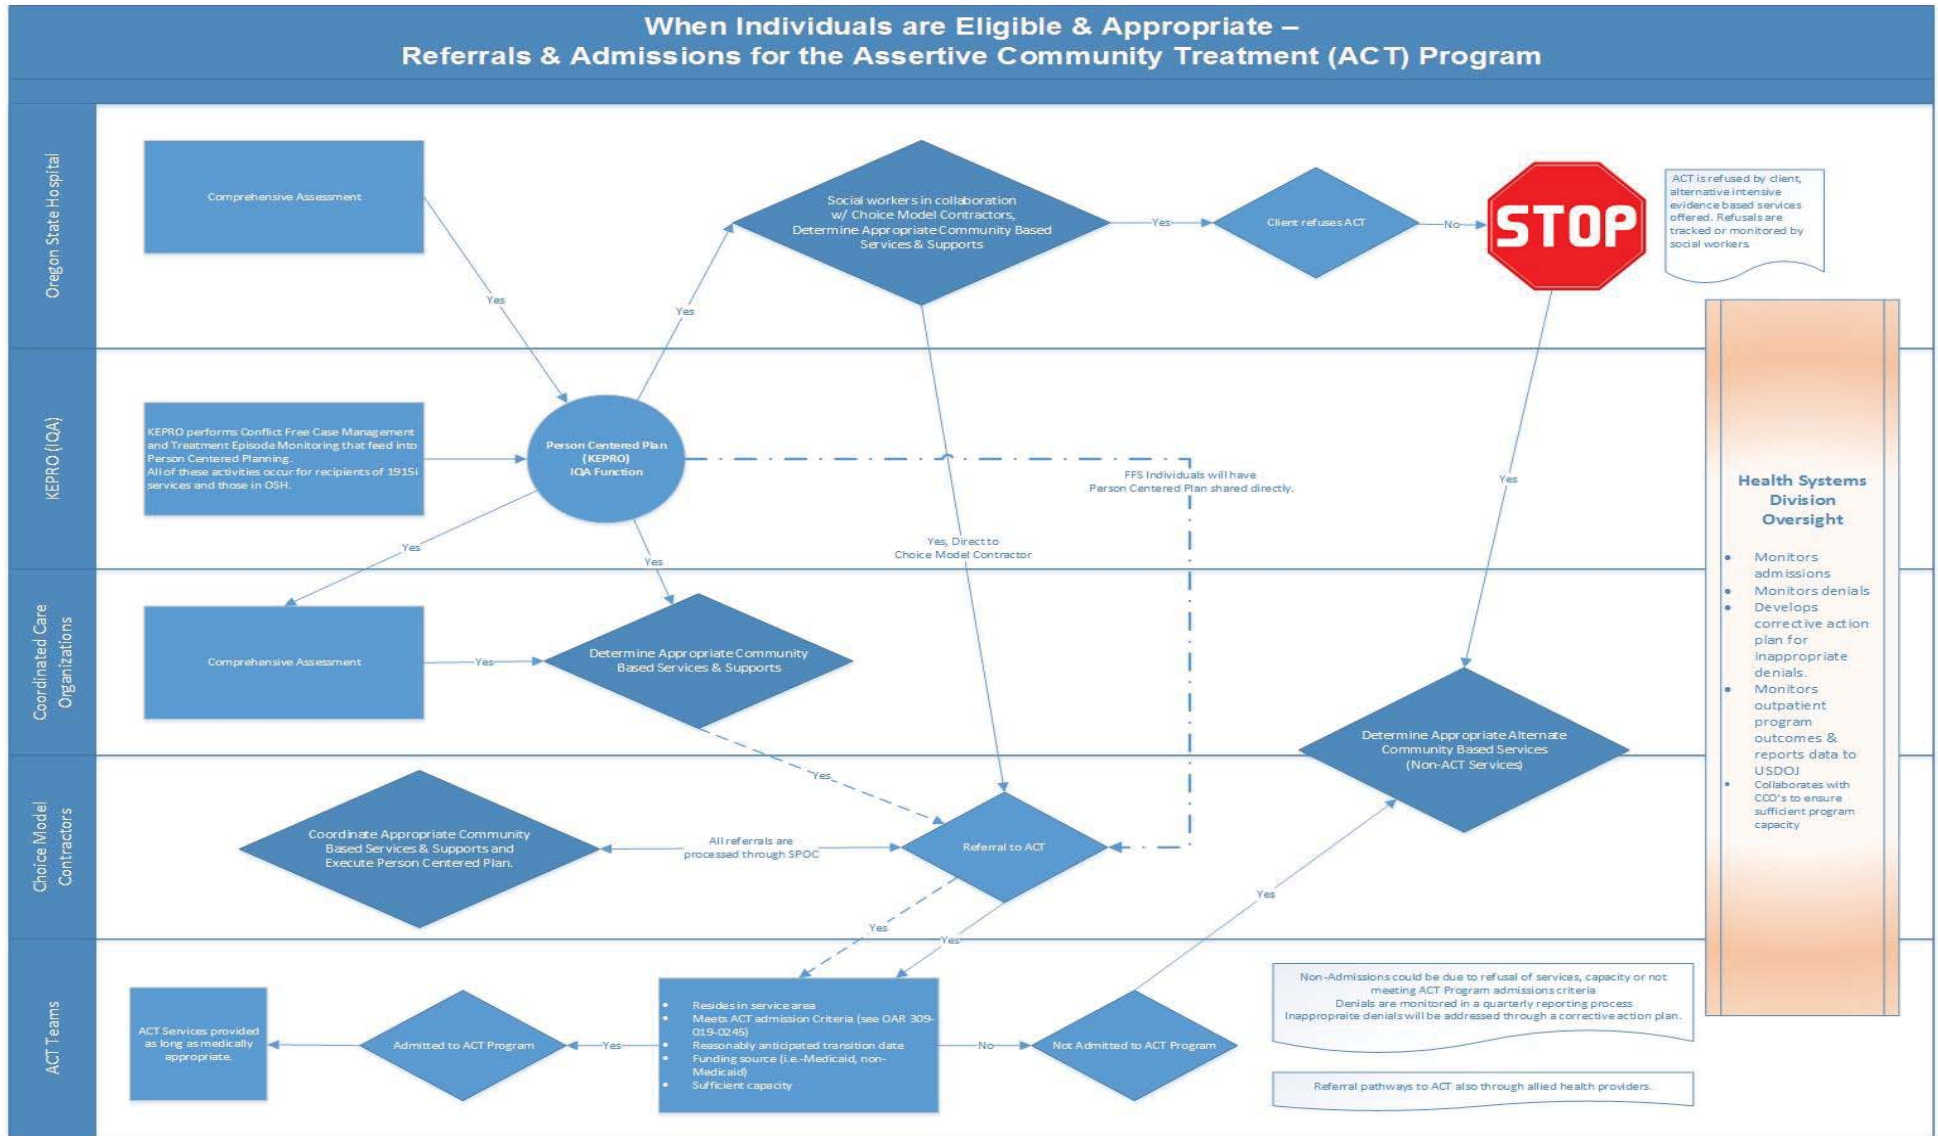 When Individuals are Eligible & Appropriate –
Referrals & Admissions for the Assertive Community Treatment (ACT) Program
Oregon State Hospital
Comprehensive Assessment
Yes
Yes
Social workers in collaboration
w/ Choice Model Contractors,
Determine Appropriate Community Based
Services & Supports
Yes
Client refuses ACT
No
STOP
ACT is refused by client,
alternative intensive
evidence based services
offered. Refusals are
tracked or monitored by
social workers.
KEPRO (IQA)
KEPRO performs Conflict Free Case Management
and Treatment Episode Monitoring that feed into
Person Centered Planning.
All of these activities occur for recipients of 1915i
services and those in OSH.
Person Centered Plan
(KEPRO)
IQA Function
FFS Individuals will have
Person Centered Plan shared directly.
Yes, Direct to
Choice Model Contractor
Yes
Yes
Yes
Coordinated Care
Organizations
Comprehensive Assessment
Yes
Determine Appropriate Community
Based Services & Supports
Determine Appropriate Alternate
Community Based Services
(Non-ACT Services)
Yes
Choice Model
Contractors
Coordinate Appropriate Community
Based Services & Supports and
Execute Person Centered Plan.
All referrals are
processed through SPOC
Referral to ACT
Yes
Yes
Yes
ACT Teams
ACT Services provided
as long as medically
appropriate.
Admitted to ACT Program
Yes
• Resides in service area
• Meets ACT admission Criteria (see OAR 309-
019-0245)
• Reasonably anticipated transition date
• Funding source (i.e.-Medicaid, non-
Medicaid)
• Sufficient capacity
No
Not Admitted to ACT Program
Non-Admissions could be due to refusal of services, capacity or not
meeting ACT Program admissions criteria
Denials are monitored in a quarterly reporting process
Inappropraite denials will be addressed through a corrective action plan.
Referral pathways to ACT also through allied health providers.
Health Systems
Division
Oversight
• Monitors
admissions
• Monitors denials
• Develops
corrective action
plan for
inappropriate
denials.
• Monitors
outpatient
program
outcomes &
reports data to
USDOJ
• Collaborates with
CCO's to ensure
sufficient program
capacity